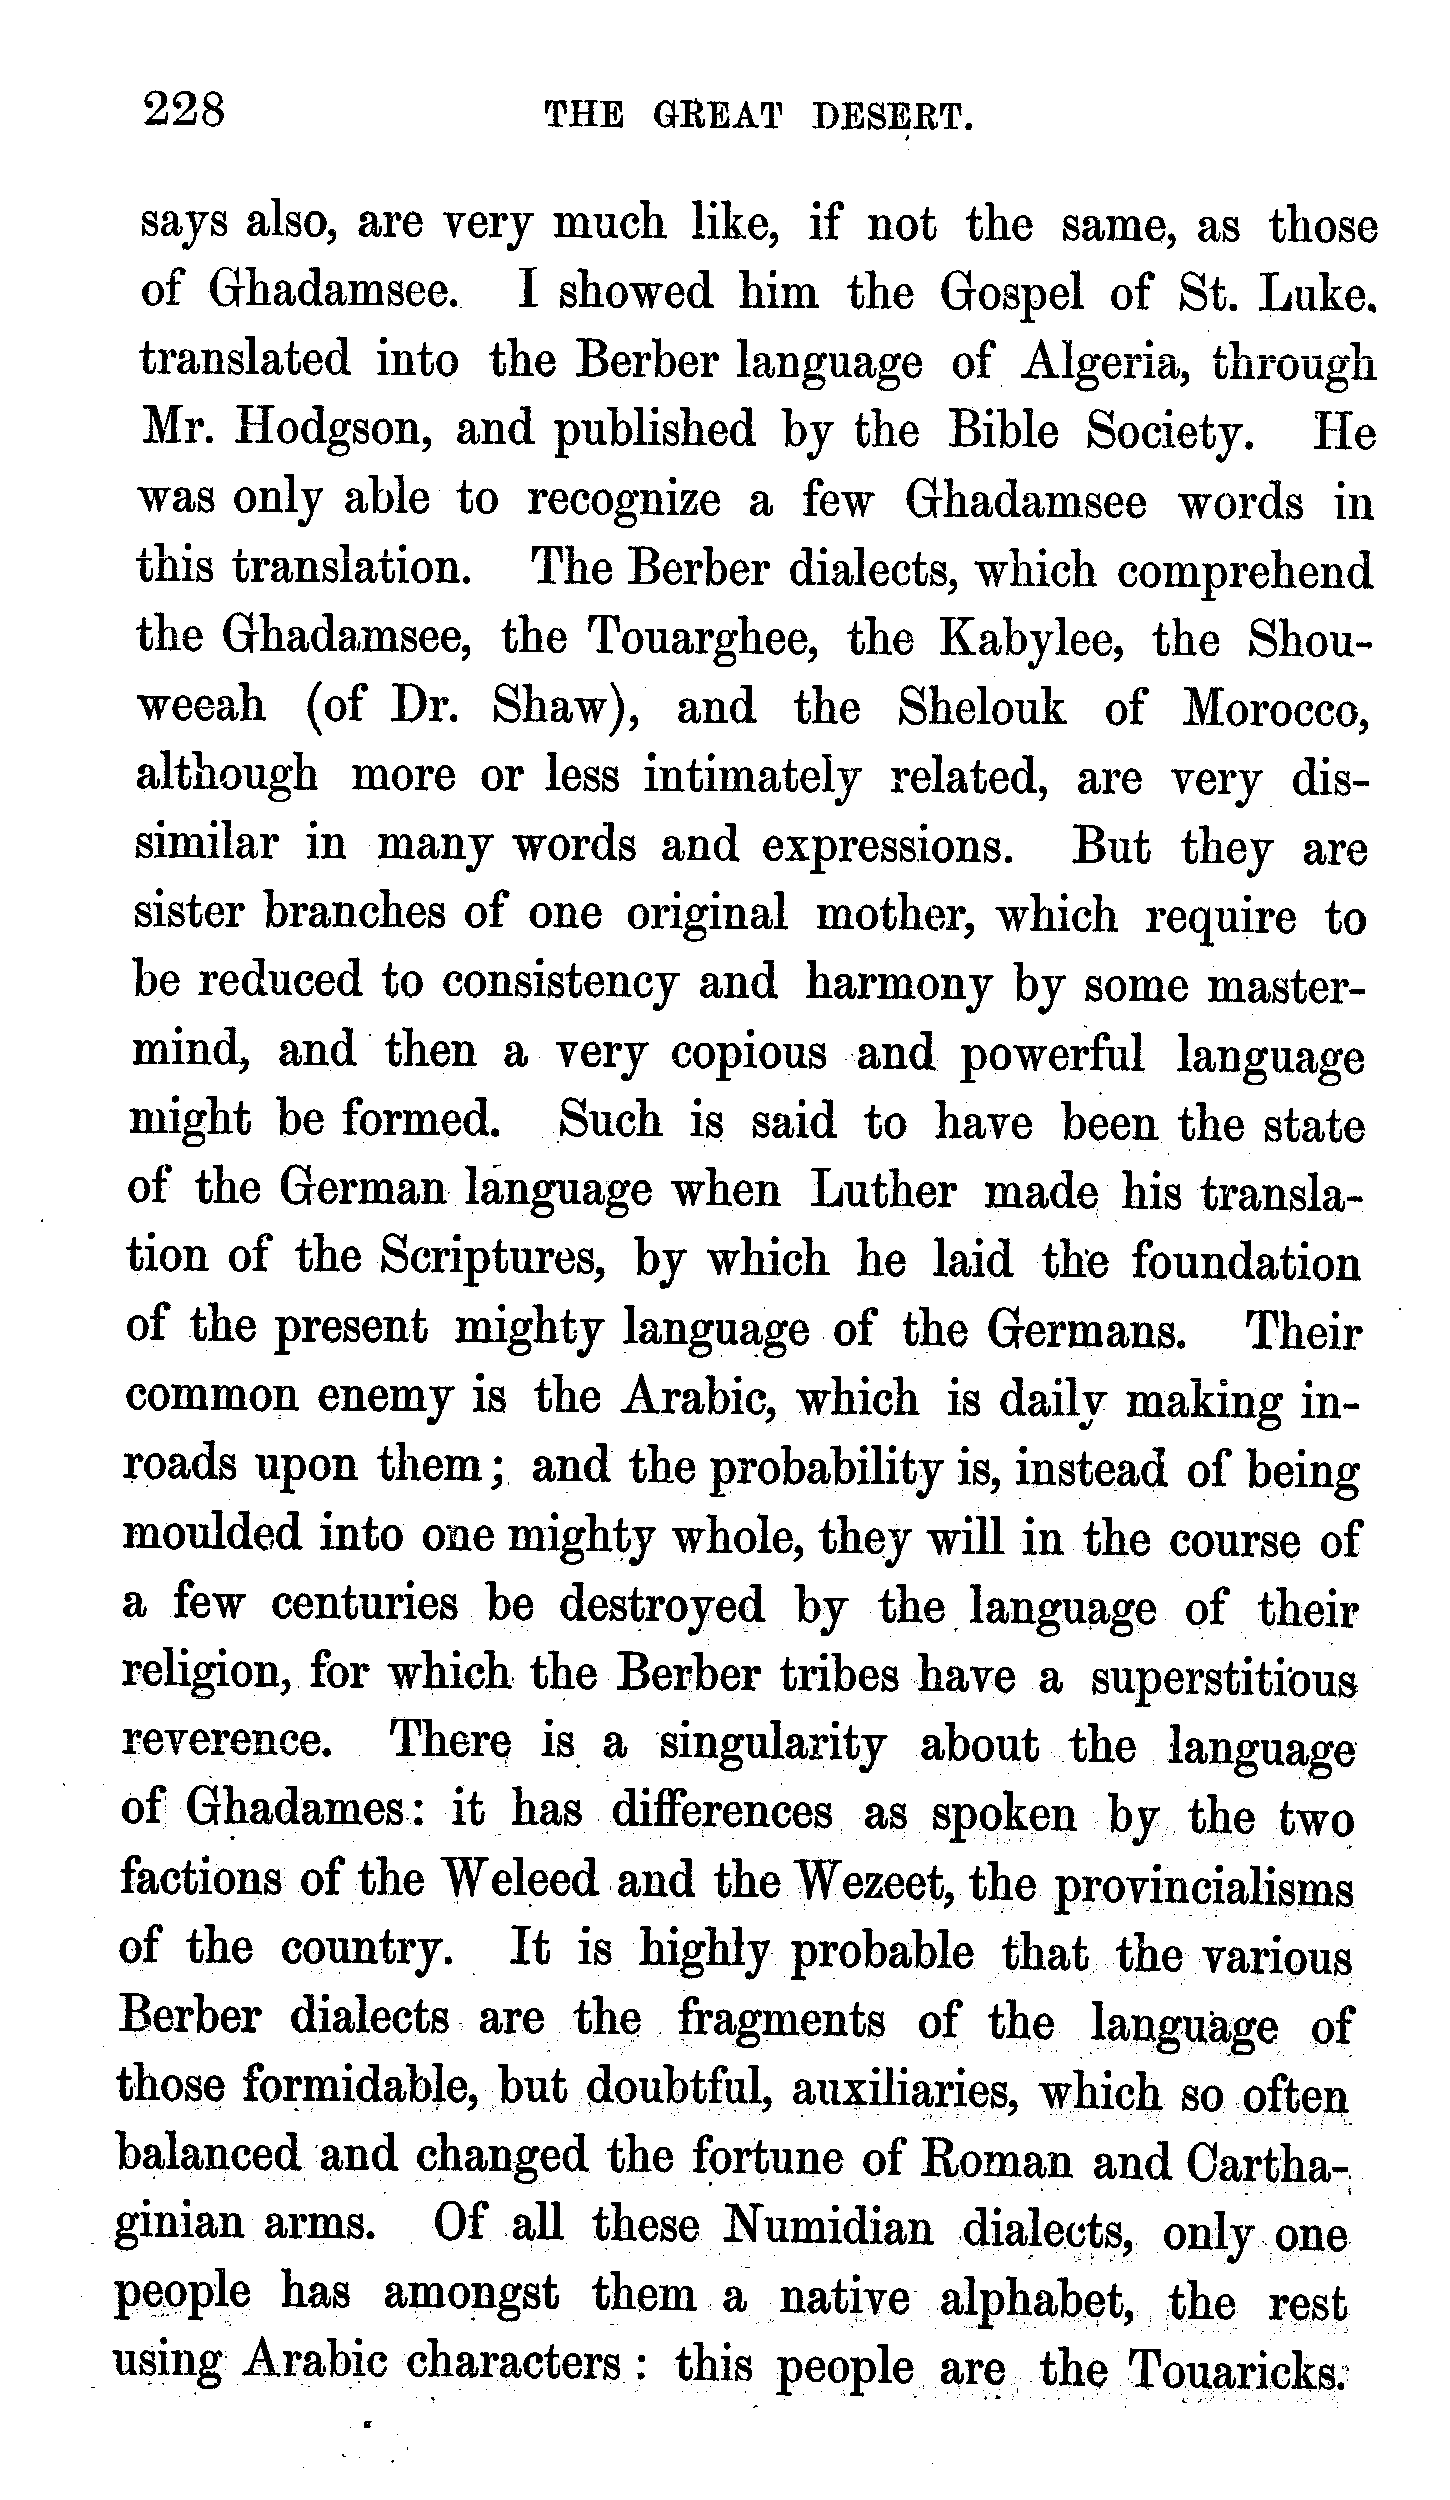 228 THE GREAT DESERT.
says also, are very much like, if not the same, as those
of Ghadamsee. I showed him the Gospel of St. Luke.
translated into the Berber language of Algeria, through
Mr. Hodgson, and published by the Bible Society. He
was only able to recognize a few Ghadamsee words in
this translation. The Berber dialects, which comprehend
the Ghadamsee, the Touarghee, the Kabylee, the Shou-
weeah (of Dr. Shaw), and the Shelouk of Morocco,
although more or less intimately related, are very dis-
similar in many words and expressions. But they are
sister branches of one original mother, which require to
be reduced to consistency and harmony by some master-
mind, and then a very copious and powerful language
might be formed. Such is said to have been the state
of the German language when Luther made his transla-
tion of the Scriptures, by which he laid the foundation
of the present mighty language of the Germans. Their
common enemy is the Arabic, which is daily making in-
roads upon them; and the probability is, instead of being
moulded into one mighty whole, they will in the course of
a few centuries be destroyed by the language of their
religion, for which the Berber tribes have a superstitious
reverence. There is a singularity about the language
of Ghadames: it has differences as spoken by the two
factions of the Weleed and the Wezeet, the provincialisms
of the country. It is highly probable that the various
Berber dialects are the fragments of the language of
those formidable, but doubtful, auxiliaries, which so often
balanced and changed the fortune of Roman and Cartha-
ginian arms. Of all these Numidian dialects, only one
people has amongst them a native alphabet, the rest
using Arabic characters: this people are the Touaricks.